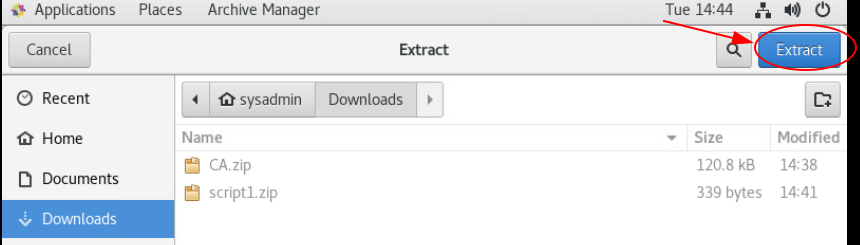 Applications Places Archive Manager Tue 14:44
Cancel Extract Extract
Recent
sysadmin Downloads
Home
Name Size Modified
CA.zip 120.8 kB 14:38
Documents
script1.zip 339 bytes 14:41
Downloads